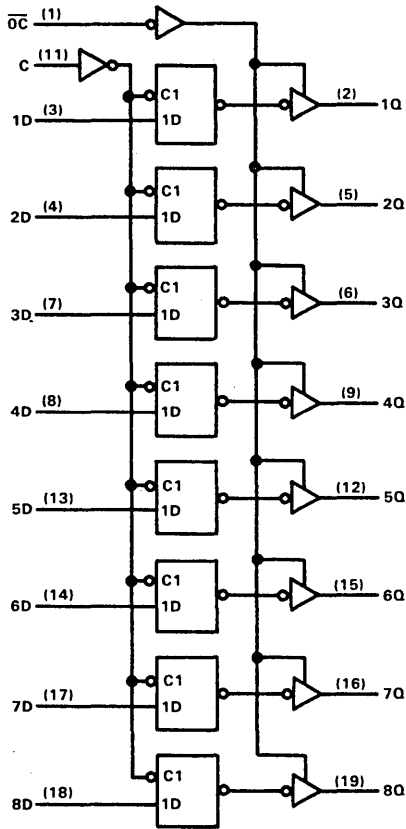 OC (1)
C (11)
C1 (2) 1Q
1D (3) 1D
C1
2D (4) 1D (5) 2Q
C1 (6) 3Q
3D (7) 1D
C1 (9) 4Q
4D (8) 1D
C1 (12) 5Q
5D (13) 1D
C1 (15) 6Q
6D (14) 1D
C1 (16) 7Q
7D (17) 1D
C1 (19) 8Q
8D (18) 1D